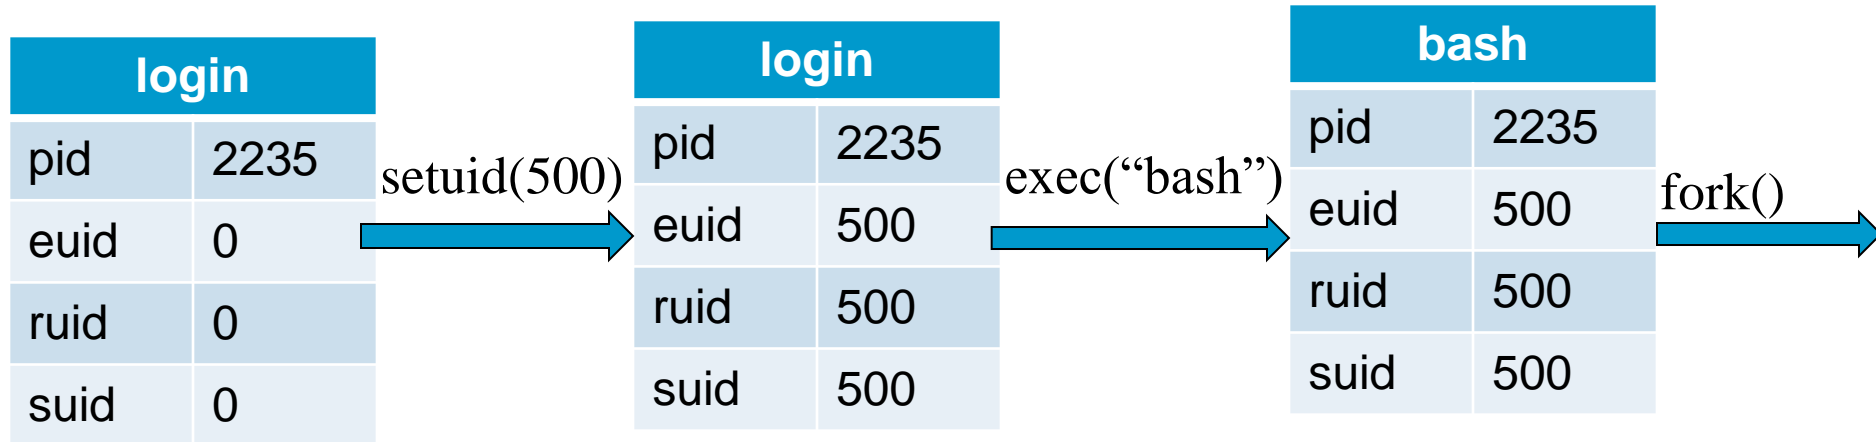 login
pid 2235
euid 0
ruid 0
suid 0
setuid(500)
login
pid 2235
euid 500
ruid 500
suid 500
exec(“bash”)
bash
pid 2235
euid 500
ruid 500
suid 500
fork()